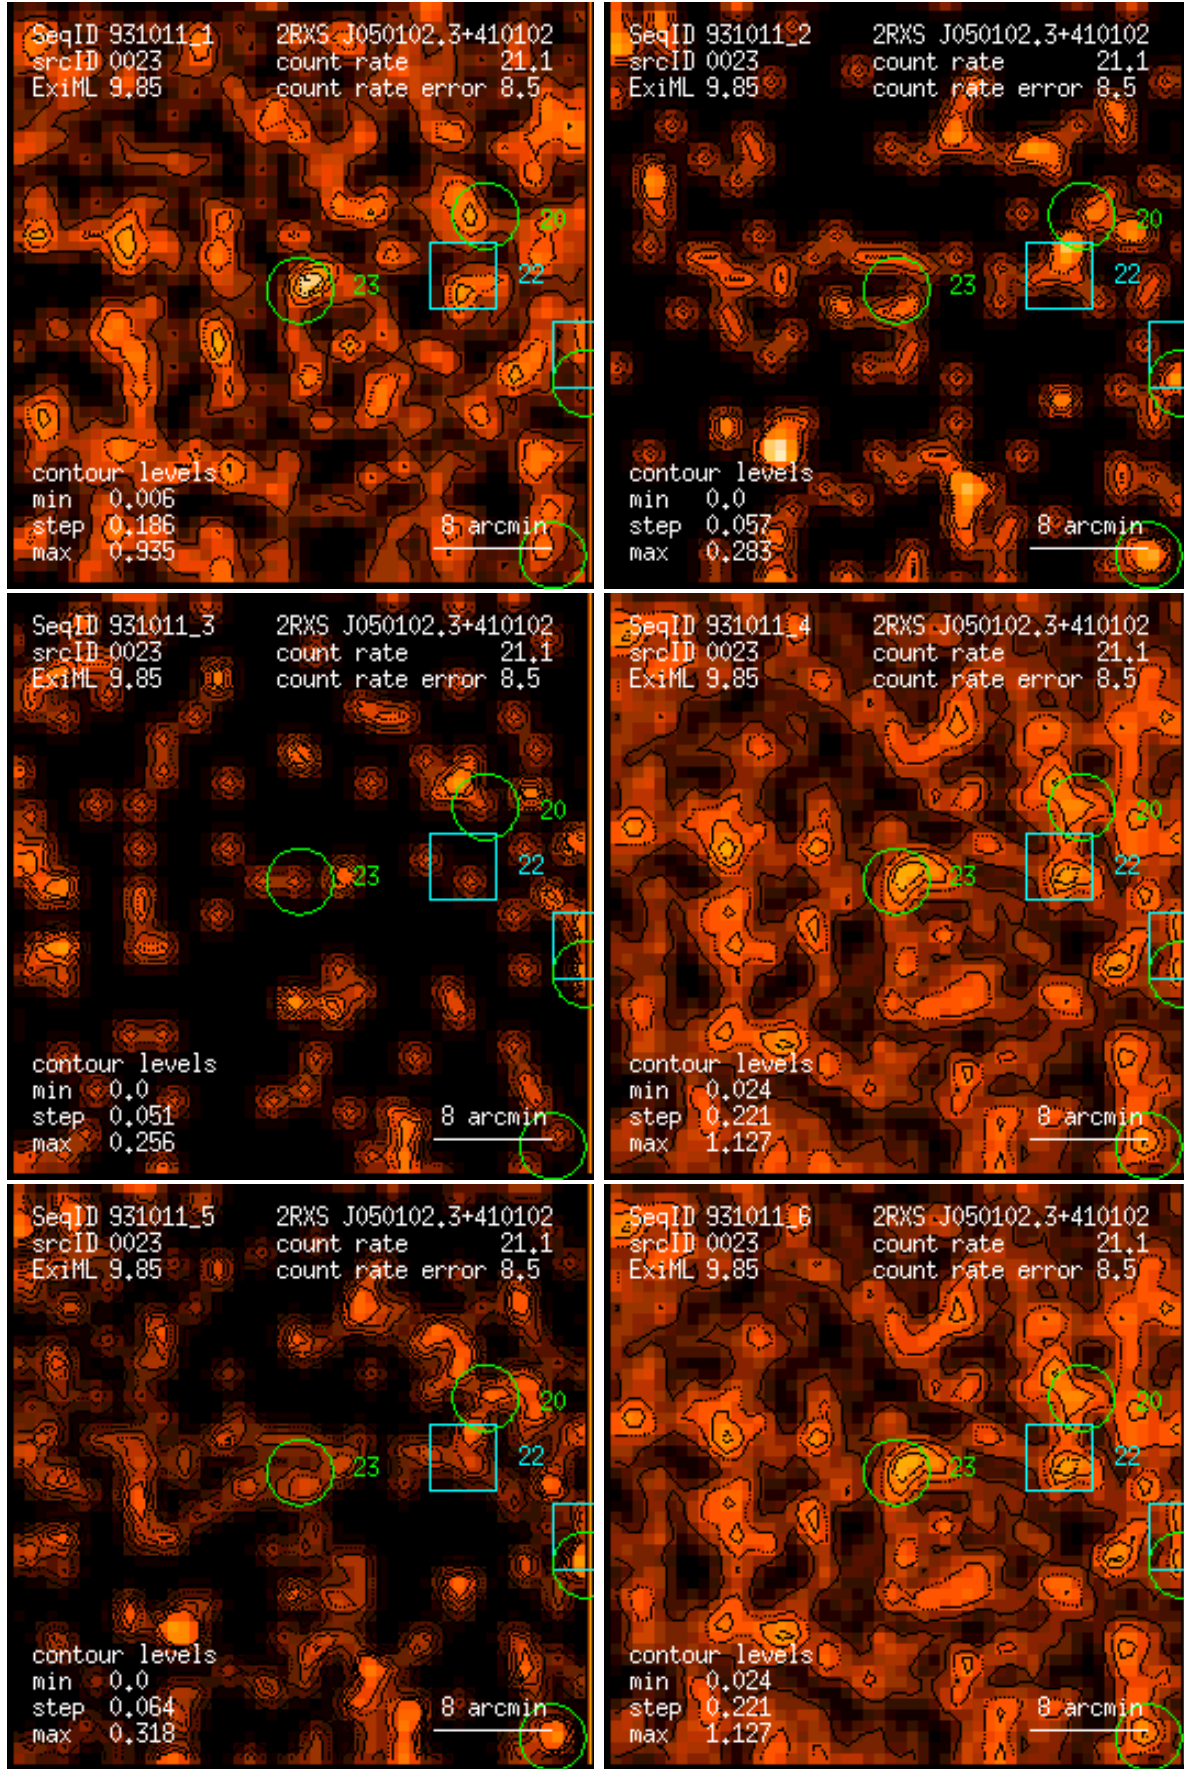 SeqID 931011_1 2RXS J050102.3+410102
srcID 0023 count rate 21.1
ExiML 9.85 count rate error 8.5
20
22
23
contour levels
min 0.006
step 0.186 8 arcmin
max 0.935
SeqID 931011_2 2RXS J050102.3+410102
srcID 0023 count rate 21.1
ExiML 9.85 count rate error 8.5
20
22
23
contour levels
min 0.0
step 0.057 8 arcmin
max 0.283
SeqID 931011_3 2RXS J050102.3+410102
srcID 0023 count rate 21.1
ExiML 9.85 count rate error 8.5
20
22
23
contour levels
min 0.0
step 0.051 8 arcmin
max 0.256
SeqID 931011_4 2RXS J050102.3+410102
srcID 0023 count rate 21.1
ExiML 9.85 count rate error 8.5
20
22
23
contour levels
min 0.024
step 0.221 8 arcmin
max 1.127
SeqID 931011_5 2RXS J050102.3+410102
srcID 0023 count rate 21.1
ExiML 9.85 count rate error 8.5
20
22
23
contour levels
min 0.0
step 0.064 8 arcmin
max 0.318
SeqID 931011_6 2RXS J050102.3+410102
srcID 0023 count rate 21.1
ExiML 9.85 count rate error 8.5
20
22
23
contour levels
min 0.024
step 0.221 8 arcmin
max 1.127